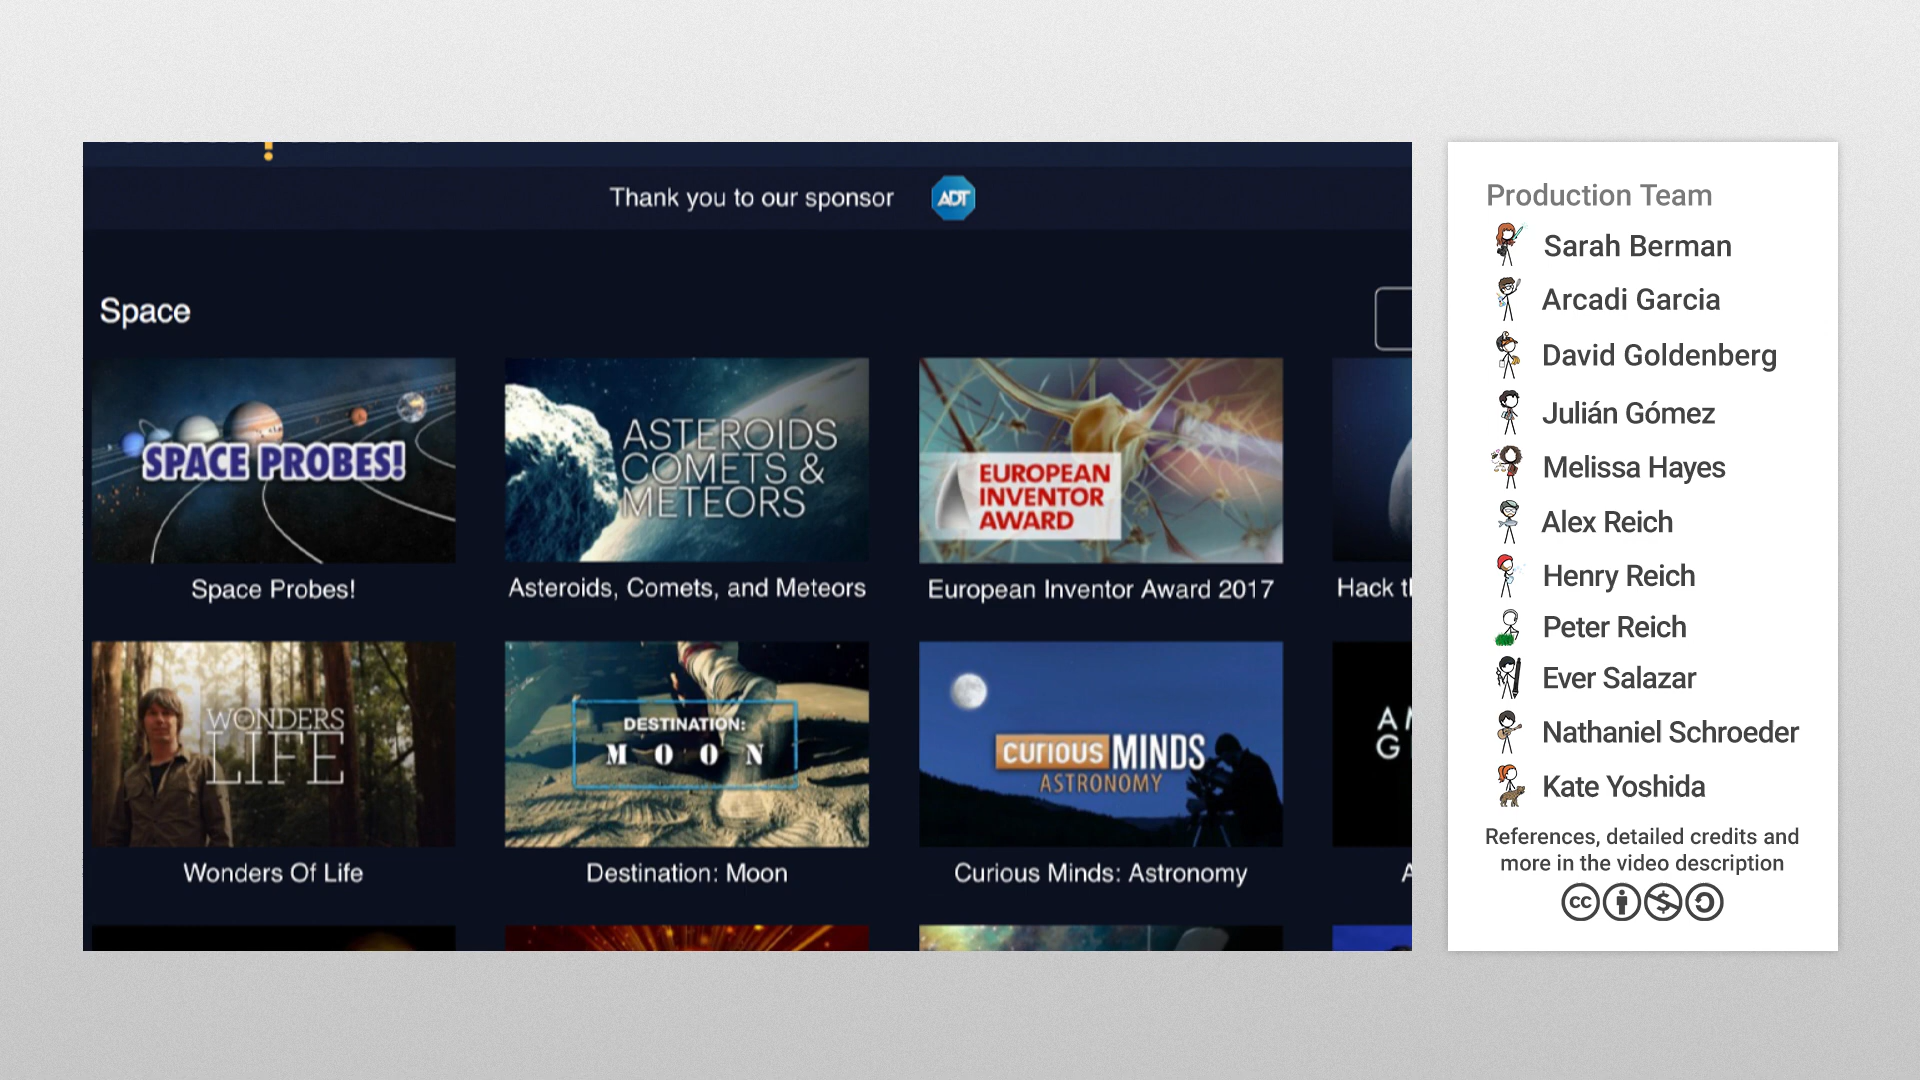 Thank you to our sponsor
ADT
Space
SPACE PROBES!
ASTEROIDS
COMETS &
METEORS
EUROPEAN
INVENTOR
AWARD
Space Probes!
Asteroids, Comets, and Meteors
European Inventor Award 2017
Hack
WONDERS
LIFE
DESTINATION:
MOON
CURIOUS MINDS
ASTRONOMY
Wonders Of Life
Destination: Moon
Curious Minds: Astronomy
Production Team
Sarah Berman
Arcadi Garcia
David Goldenberg
Julián Gómez
Melissa Hayes
Alex Reich
Henry Reich
Peter Reich
Ever Salazar
Nathaniel Schroeder
Kate Yoshida
References, detailed credits and
more in the video description
cc